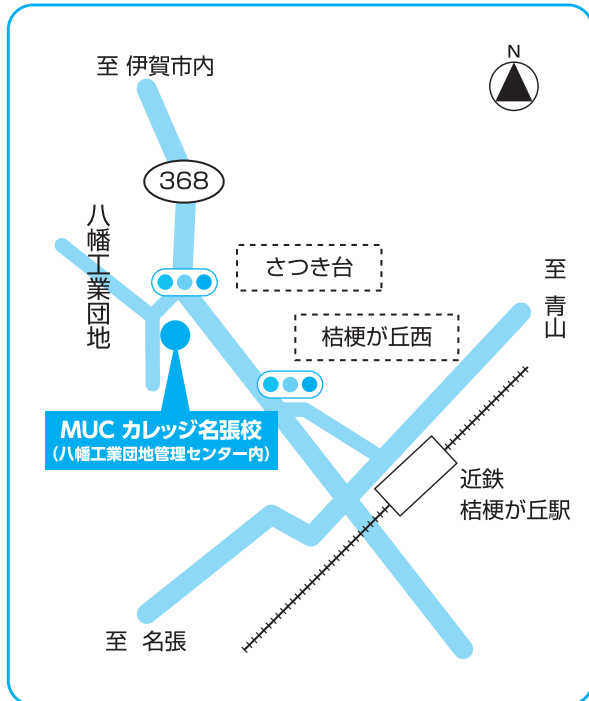 N
至 伊賀市内
368
八幡工業団地
さつき台
至 青山
桔梗が丘西
MUC カレッジ名張校
(八幡工業団地管理センター内)
近鉄
桔梗が丘駅
至 名張